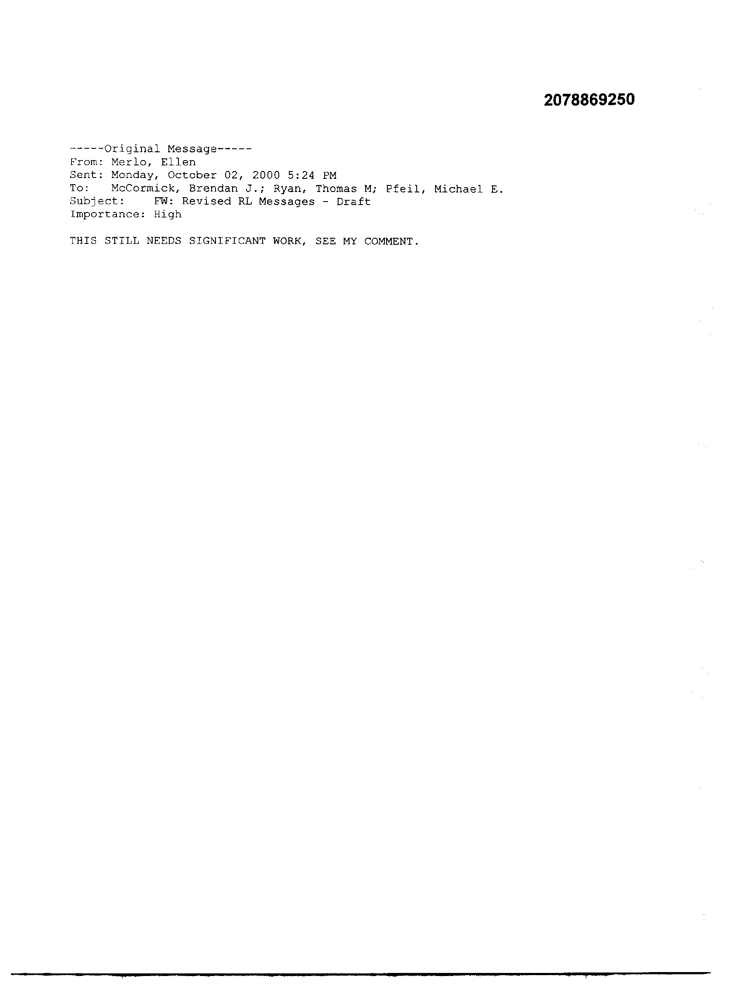 2078869250
-----Original Message-----
From: Merlo, Ellen
Sent: Monday, October 02, 2000 5:24 PM
To: McCormick, Brendan J.; Ryan, Thomas M; Pfeil, Michael E.
Subject: FW: Revised RL Messages - Draft
Importance: High
THIS STILL NEEDS SIGNIFICANT WORK, SEE MY COMMENT.